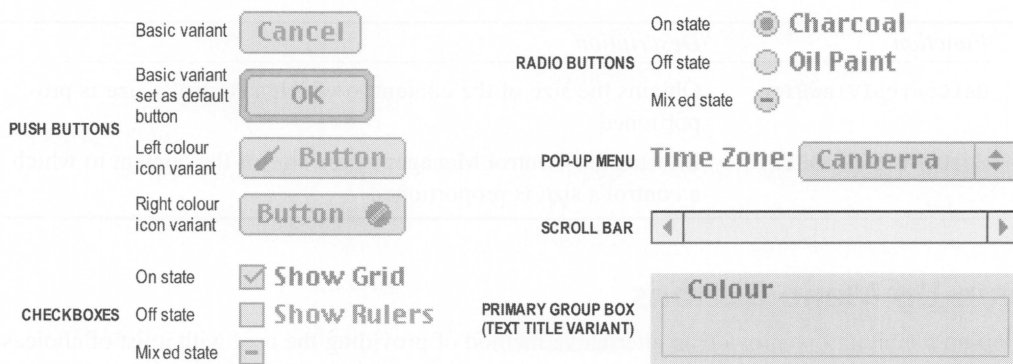 Basic variant Cancel
Basic variant
set as default
button
OK
PUSH BUTTONS
Left colour
icon variant
Button
Right colour
icon variant
Button
On state Show Grid
CHECKBOXES Off state Show Rulers
Mixed state
On state Charcoal
RADIO BUTTONS Off state Oil Paint
Mixed state
POP-UP MENU Time Zone: Canberra
SCROLL BAR
PRIMARY GROUP BOX
(TEXT TITLE VARIANT)
Colour